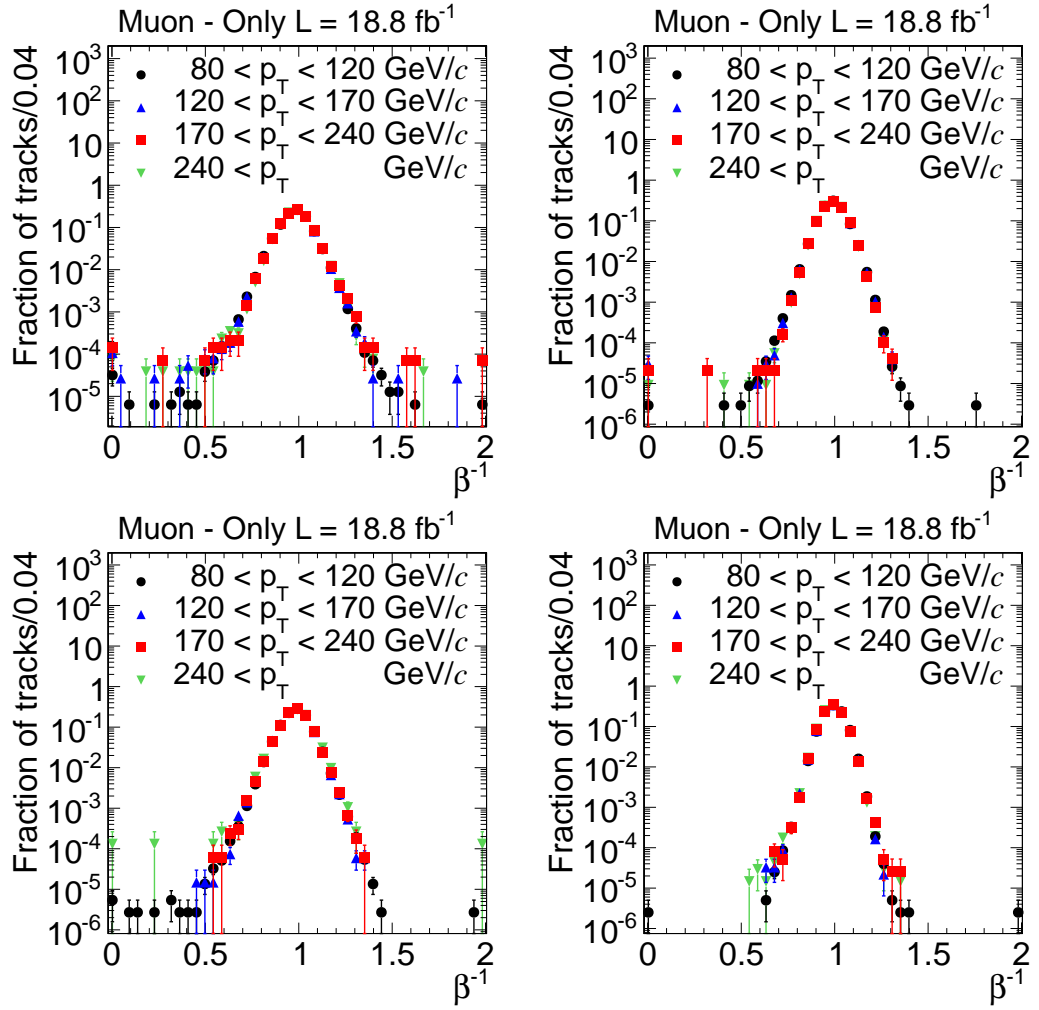 Muon - Only L = 18.8 fb⁻¹
Fraction of tracks/0.04
80 < p_T < 120 GeV/c
120 < p_T < 170 GeV/c
170 < p_T < 240 GeV/c
240 < p_T GeV/c
10³
10²
10
1
10⁻¹
10⁻²
10⁻³
10⁻⁴
10⁻⁵
0 0.5 1 1.5 2
β⁻¹
Muon - Only L = 18.8 fb⁻¹
Fraction of tracks/0.04
80 < p_T < 120 GeV/c
120 < p_T < 170 GeV/c
170 < p_T < 240 GeV/c
240 < p_T GeV/c
10³
10²
10
1
10⁻¹
10⁻²
10⁻³
10⁻⁴
10⁻⁵
10⁻⁶
0 0.5 1 1.5 2
β⁻¹
Muon - Only L = 18.8 fb⁻¹
Fraction of tracks/0.04
80 < p_T < 120 GeV/c
120 < p_T < 170 GeV/c
170 < p_T < 240 GeV/c
240 < p_T GeV/c
10³
10²
10
1
10⁻¹
10⁻²
10⁻³
10⁻⁴
10⁻⁵
10⁻⁶
0 0.5 1 1.5 2
β⁻¹
Muon - Only L = 18.8 fb⁻¹
Fraction of tracks/0.04
80 < p_T < 120 GeV/c
120 < p_T < 170 GeV/c
170 < p_T < 240 GeV/c
240 < p_T GeV/c
10³
10²
10
1
10⁻¹
10⁻²
10⁻³
10⁻⁴
10⁻⁵
10⁻⁶
0 0.5 1 1.5 2
β⁻¹